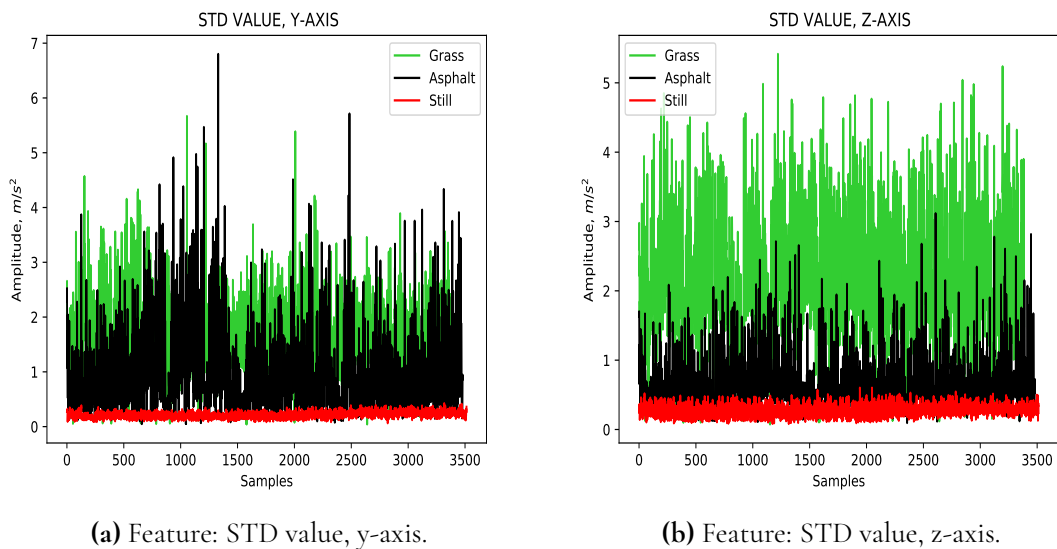 STD VALUE, Y-AXIS
7
6
5
4
3
2
1
0
Amplitude, m/s²
Grass
Asphalt
Still
0 500 1000 1500 2000 2500 3000 3500
Samples
(a) Feature: STD value, y-axis.
STD VALUE, Z-AXIS
5
4
3
2
1
0
Amplitude, m/s²
Grass
Asphalt
Still
0 500 1000 1500 2000 2500 3000 3500
Samples
(b) Feature: STD value, z-axis.